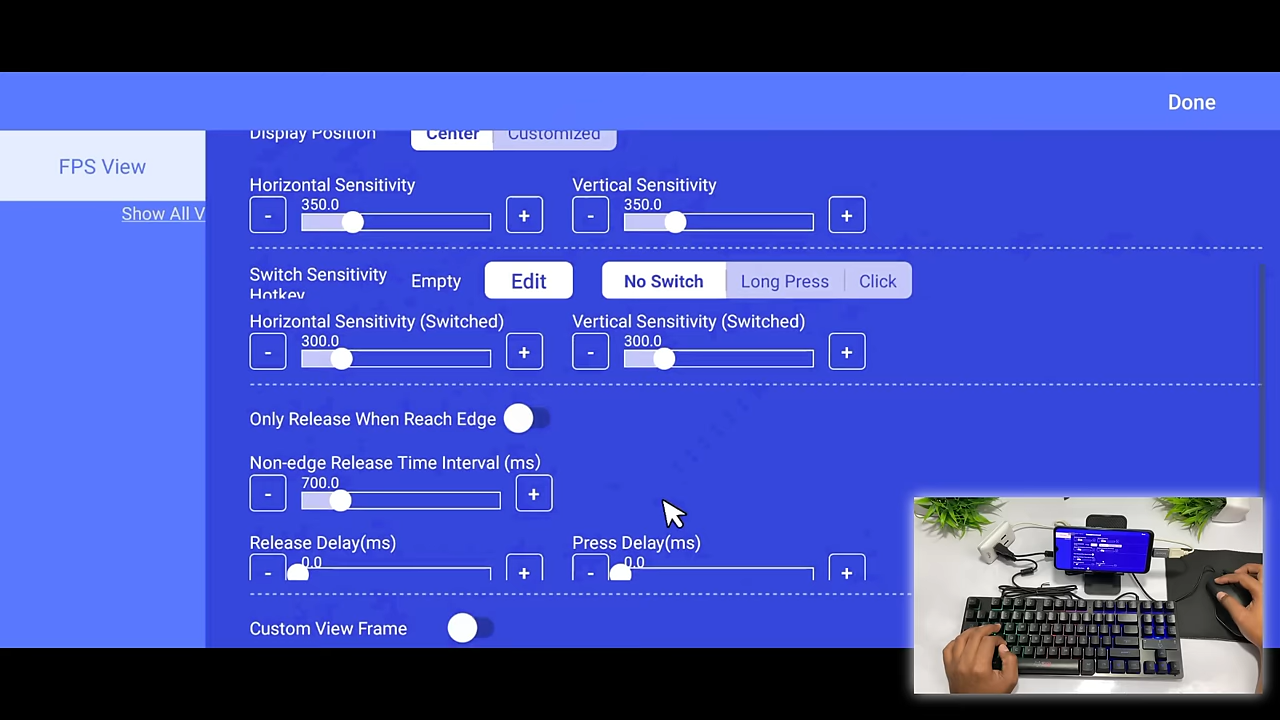 Done
Display Position
Center
Customized
FPS View
Horizontal Sensitivity
Vertical Sensitivity
350.0
350.0
-
+
-
+
Show All V
Switch Sensitivity
Hotkey
Empty
Edit
No Switch
Long Press
Click
Horizontal Sensitivity (Switched)
Vertical Sensitivity (Switched)
300.0
300.0
-
+
-
+
Only Release When Reach Edge
Non-edge Release Time Interval (ms)
700.0
-
+
Release Delay(ms)
Press Delay(ms)
0.0
0.0
-
+
-
+
Custom View Frame